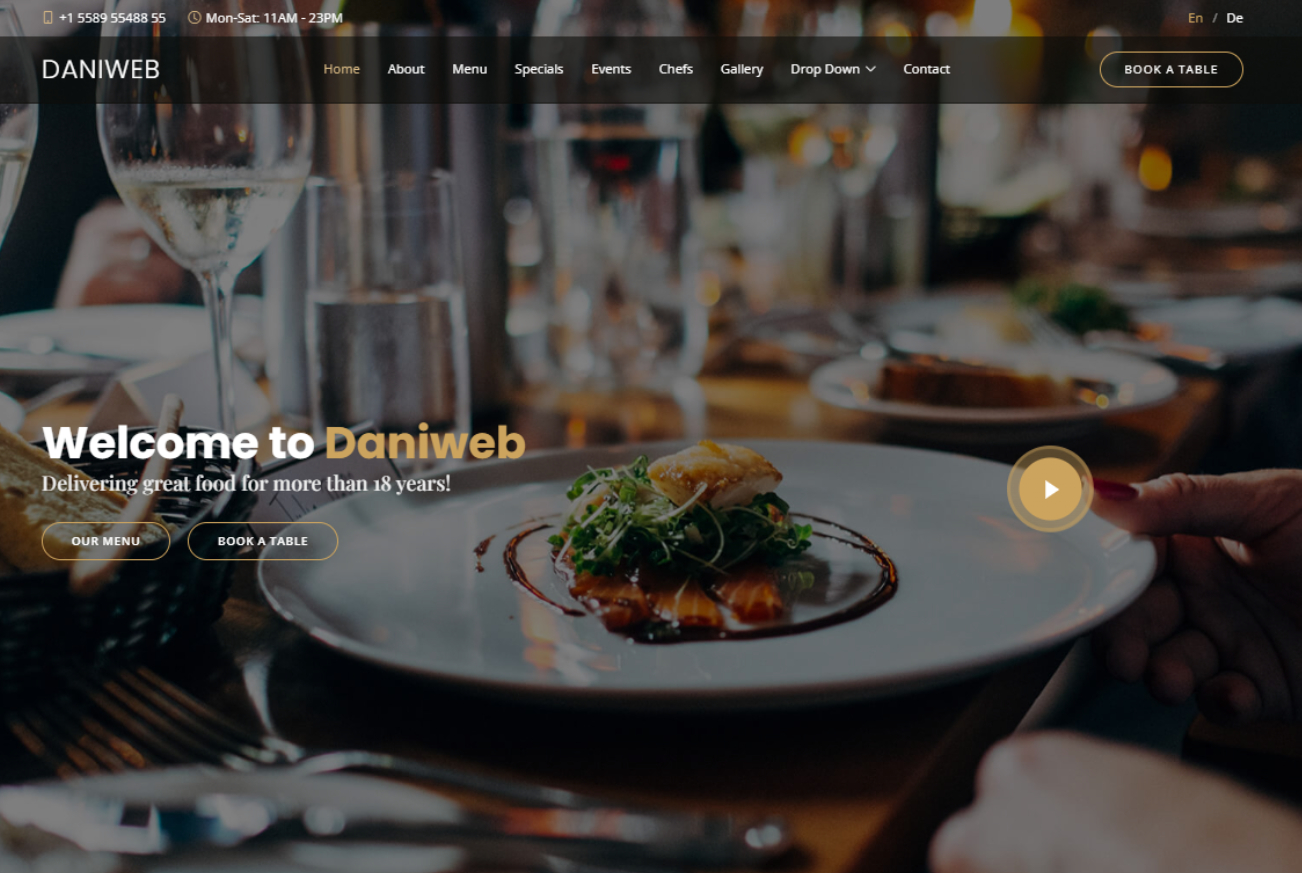 +1 5589 55488 55 Mon-Sat: 11AM - 23PM En / De
DANIWEB Home About Menu Specials Events Chefs Gallery Drop Down Contact BOOK A TABLE
Welcome to Daniweb
Delivering great food for more than 18 years!
OUR MENU BOOK A TABLE